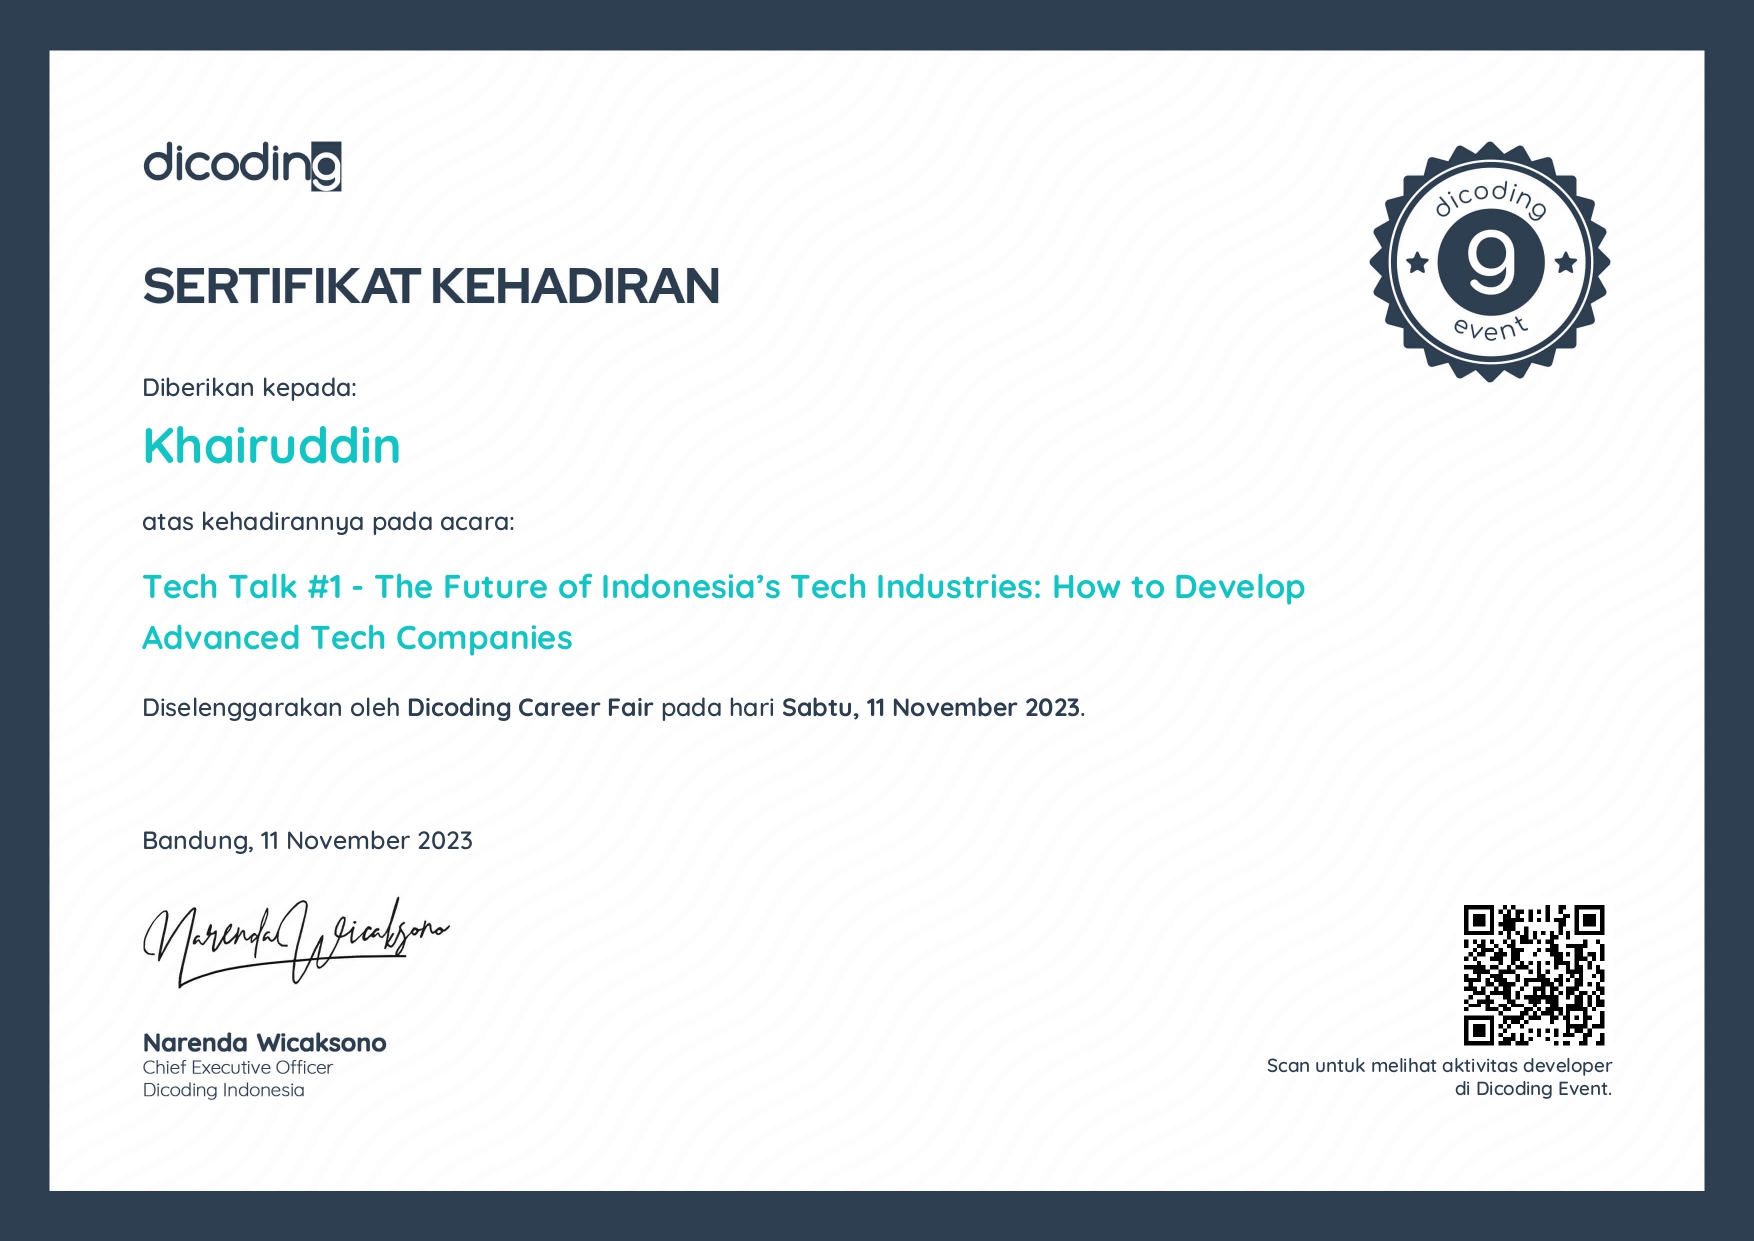 dicoding
dicoding
g
event
SERTIFIKAT KEHADIRAN
Diberikan kepada:
Khairuddin
atas kehadirannya pada acara:
Tech Talk #1 - The Future of Indonesia’s Tech Industries: How to Develop
Advanced Tech Companies
Diselenggarakan oleh Dicoding Career Fair pada hari Sabtu, 11 November 2023.
Bandung, 11 November 2023
Narenda Wicaksono
Narenda Wicaksono
Chief Executive Officer
Dicoding Indonesia
Scan untuk melihat aktivitas developer
di Dicoding Event.